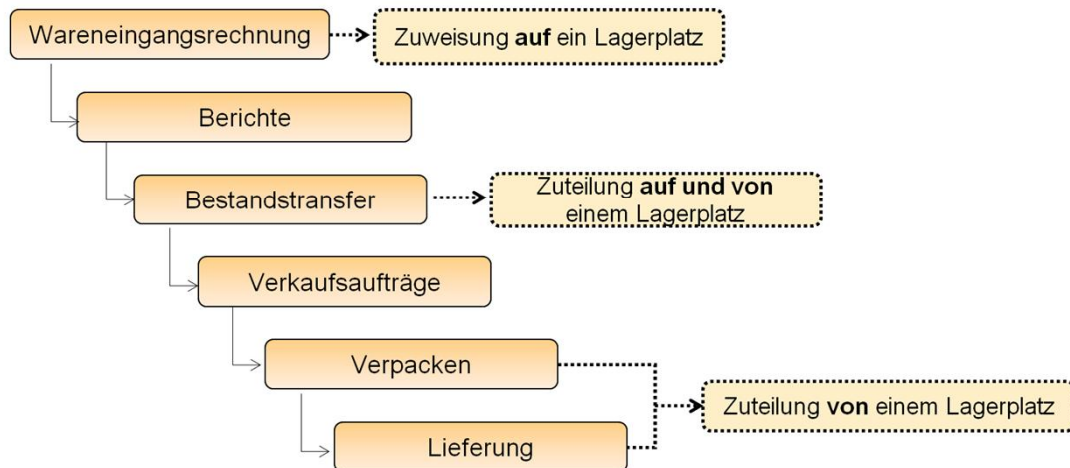 Wareneingangsrechnung
Zuweisung auf ein Lagerplatz
Berichte
Bestandstransfer
Zuteilung auf und von
einem Lagerplatz
Verkaufsaufträge
Verpacken
Zuteilung von einem Lagerplatz
Lieferung